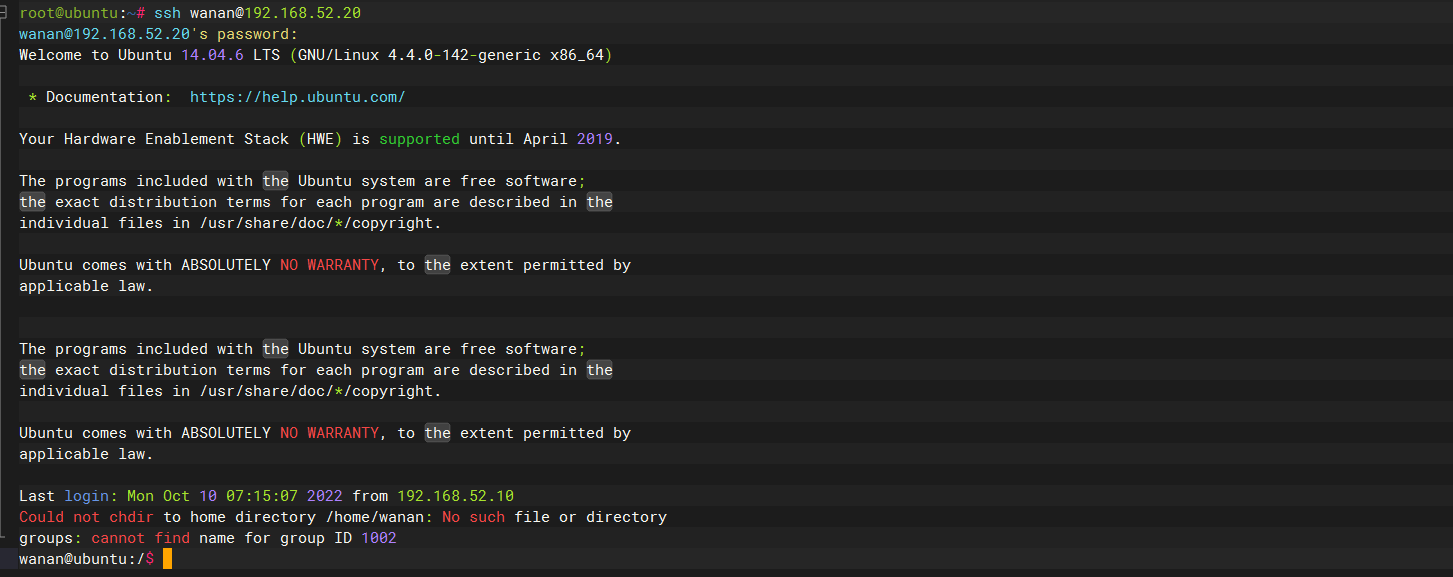 root@ubuntu:~# ssh wanan@192.168.52.20
wanan@192.168.52.20's password:
Welcome to Ubuntu 14.04.6 LTS (GNU/Linux 4.4.0-142-generic x86_64)
* Documentation:  https://help.ubuntu.com/
Your Hardware Enablement Stack (HWE) is supported until April 2019.
The programs included with the Ubuntu system are free software;
the exact distribution terms for each program are described in the
individual files in /usr/share/doc/*/copyright.
Ubuntu comes with ABSOLUTELY NO WARRANTY, to the extent permitted by
applicable law.
The programs included with the Ubuntu system are free software;
the exact distribution terms for each program are described in the
individual files in /usr/share/doc/*/copyright.
Ubuntu comes with ABSOLUTELY NO WARRANTY, to the extent permitted by
applicable law.
Last login: Mon Oct 10 07:15:07 2022 from 192.168.52.10
Could not chdir to home directory /home/wanan: No such file or directory
groups: cannot find name for group ID 1002
wanan@ubuntu:/$